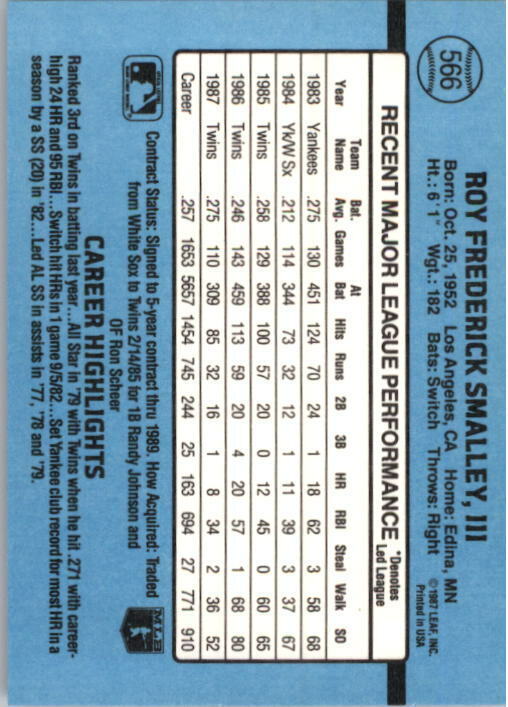 566
ROY FREDERICK SMALLEY, III
Born: Oct. 25, 1952 Los Angeles, CA Home: Edina, MN
Ht.: 6' 1" Wgt.: 182 Bats: Switch Throws: Right
©1987 LEAF, INC.
Printed in USA
RECENT MAJOR LEAGUE PERFORMANCE
*Denotes
Led League
Year Team Name Bat. Avg. Games At Bat Hits Runs 2B 3B HR RBI Steal Walk SO
1983 Yankees .275 130 451 124 70 24 1 18 62 3 58 68
1984 Yk/W Sx .212 114 344 73 32 12 1 11 39 3 37 67
1985 Twins .258 129 388 100 57 20 0 12 45 0 60 65
1986 Twins .246 143 459 113 59 20 4 20 57 1 68 80
1987 Twins .275 110 309 85 32 16 1 8 34 2 36 52
Career .257 1653 5657 1454 745 244 25 163 694 27 771 910
Contract Status: Signed to 5-year contract thru 1989. How Acquired: Traded
from White Sox to Twins 2/14/85 for 1B Randy Johnson and
OF Ron Scheer
MLB
CAREER HIGHLIGHTS
Ranked 3rd on Twins in batting last year...All Star in '79 with Twins when he hit .271 with career-
high 24 HR and 95 RBI...Switch hit HRs in 1 game 9/5/82...Set Yankee club record for most HR in a
season by a SS (20) in '82...Led AL SS in assists in '77, '78 and '79.